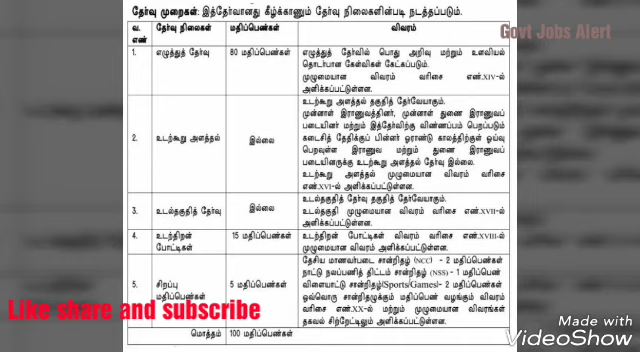 தேர்வு முறைகள்: இத்தேர்வானது கீழ்க்காணும் தேர்வு நிலைகளின்படி நடத்தப்படும்.
Govt Jobs Alert
வ. எண் தேர்வு நிலைகள் மதிப்பெண்கள் விவரம்
1. எழுத்துத் தேர்வு 80 மதிப்பெண்கள் எழுத்துத் தேர்வில் பொது அறிவு மற்றும் உளவியல்
தொடர்பான கேள்விகள் கேட்கப்படும்.
முழுமையான விவரம் வரிசை எண்.XIV-ல்
அளிக்கப்பட்டுள்ளன.
2. உடற்கூறு அளத்தல் இல்லை உடற்கூறு அளத்தல் தகுதித் தேர்வேயாகும்.
முன்னாள் இராணுவத்தினர், முன்னாள் துணை இராணுவப்
படையினர் மற்றும் இத்தேர்விற்கு விண்ணப்பம் பெறப்படும்
கடைசித் தேதிக்குப் பின்னர் ஓராண்டு காலத்திற்குள் ஓய்வு
பெறவுள்ள இராணுவ மற்றும் துணை இராணுவப்
படையினருக்கு உடற்கூறு அளத்தல் தேர்வு இல்லை.
உடற்கூறு அளத்தல் முழுமையான விவரம் வரிசை
எண்.XVI-ல் அளிக்கப்பட்டுள்ளன.
3. உடல்தகுதித் தேர்வு இல்லை உடல்தகுதித் தேர்வு தகுதித் தேர்வேயாகும்.
உடல்தகுதி முழுமையான விவரம் வரிசை எண்.XVII-ல்
அளிக்கப்பட்டுள்ளன.
4. உடற்திறன் போட்டிகள் 15 மதிப்பெண்கள் உடற்திறன் போட்டிகள் விவரம் வரிசை எண்.XVIII-ல்
முழுமையான விவரம் அளிக்கப்பட்டுள்ளன.
5. சிறப்பு மதிப்பெண்கள் 5 மதிப்பெண்கள் தேசிய மாணவர்படை சான்றிதழ் (NCC) - 2 மதிப்பெண்கள்
நாட்டு நலப்பணித் திட்டம் சான்றிதழ் (NSS) - 1 மதிப்பெண்
விளையாட்டு சான்றிதழ்(Sports/Games)- 2 மதிப்பெண்கள்
ஒவ்வொரு சான்றிதழுக்கும் மதிப்பெண் வழங்கும் விவரம்
வரிசை எண்.XX-ல் மற்றும் முழுமையான விவரங்கள்
தகவல் சிற்றேட்டிலும் அளிக்கப்பட்டுள்ளன.
Like share and subscribe
மொத்தம் 100 மதிப்பெண்கள்
Made with
VideoShow